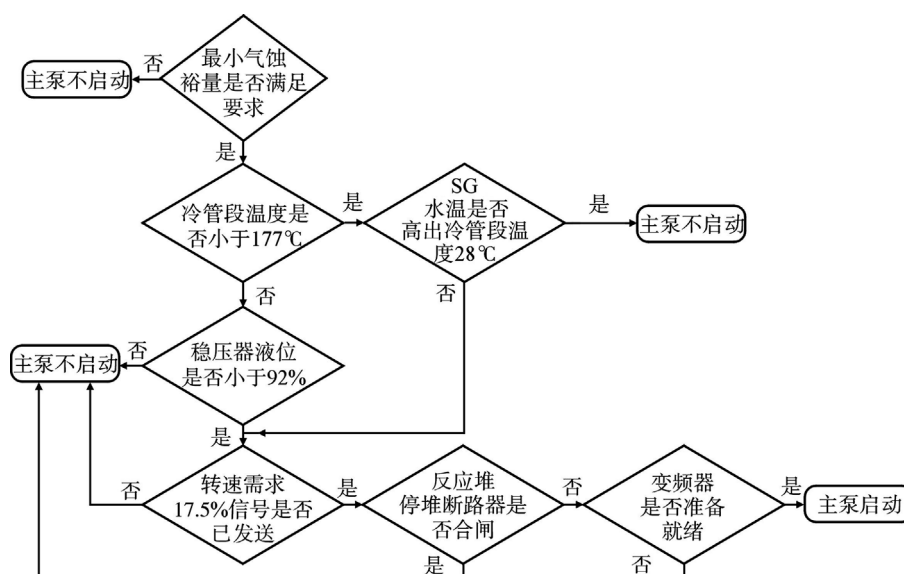 最小气蚀
裕量是否满足
要求
否
主泵不启动
是
冷管段温度是
否小于177℃
是
SG
水温是否
高出冷管段温
度28℃
是
主泵不启动
否
否
稳压器液位
是否小于92%
否
主泵不启动
是
转速需求
17.5%信号是否
已发送
否
是
反应堆
停堆断路器是
否合闸
否
变频器
是否准备
就绪
是
主泵启动
是
否